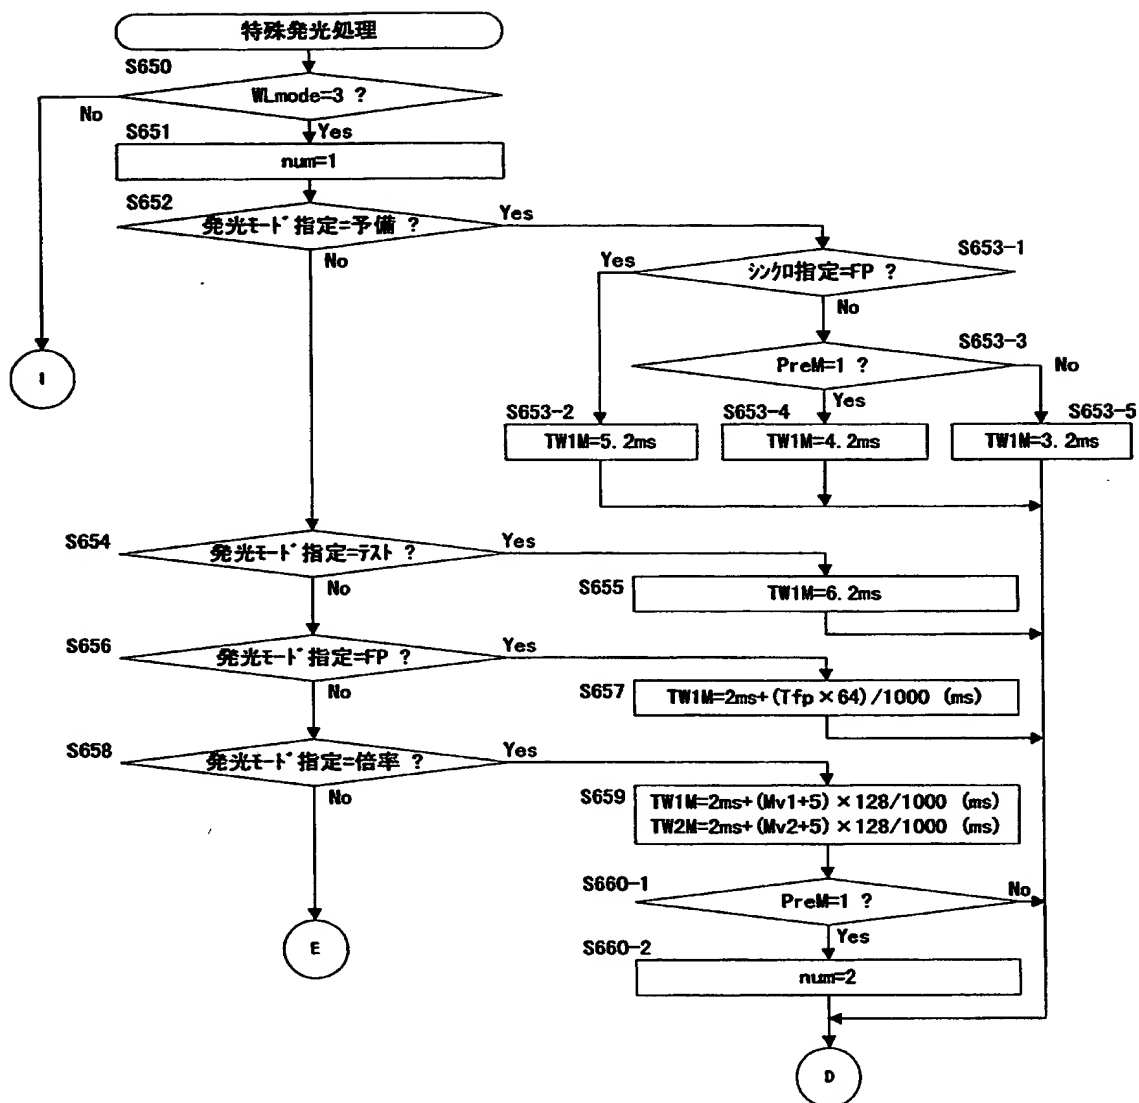 特殊発光処理
S650
WLmode=3 ?
No
Yes
S651
num=1
S652
発光モード指定=予備 ?
Yes
No
S653-1
シンクロ指定=FP ?
Yes
No
S653-3
PreM=1 ?
No
Yes
I
S653-2
TW1M=5.2ms
S653-4
TW1M=4.2ms
S653-5
TW1M=3.2ms
S654
発光モード指定=テスト ?
Yes
No
S655
TW1M=6.2ms
S656
発光モード指定=FP ?
Yes
No
S657
TW1M=2ms+(Tfp×64)/1000 (ms)
S658
発光モード指定=倍率 ?
Yes
No
S659
TW1M=2ms+(Mv1+5)×128/1000 (ms)
TW2M=2ms+(Mv2+5)×128/1000 (ms)
S660-1
PreM=1 ?
No
Yes
E
S660-2
num=2
D